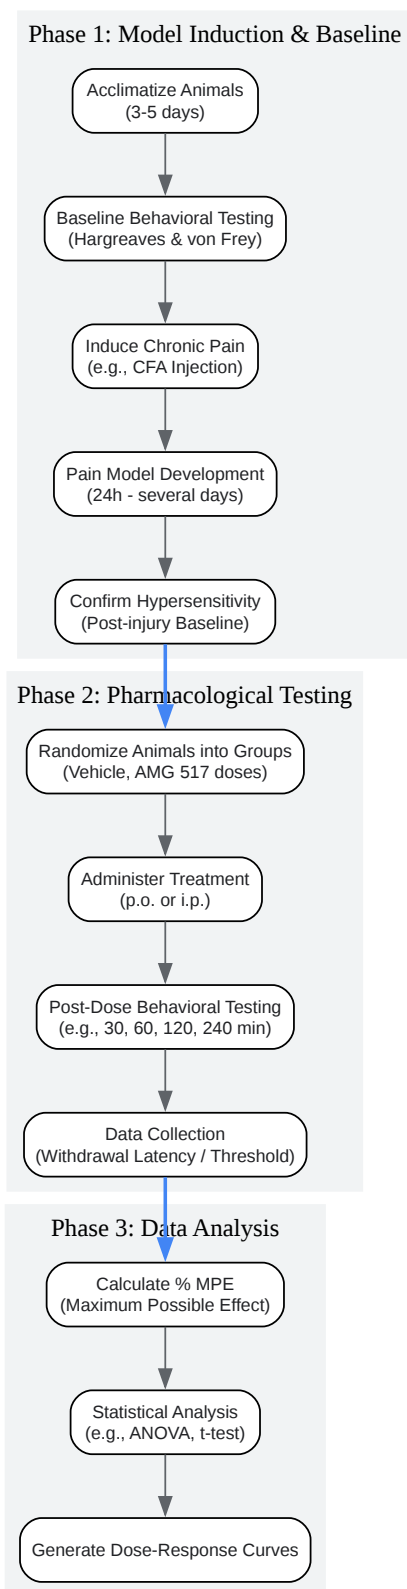 Phase 1: Model Induction & Baseline
Acclimatize Animals
(3-5 days)
Baseline Behavioral Testing
(Hargreaves & von Frey)
Induce Chronic Pain
(e.g., CFA Injection)
Pain Model Development
(24h - several days)
Confirm Hypersensitivity
(Post-injury Baseline)
Phase 2: Pharmacological Testing
Randomize Animals into Groups
(Vehicle, AMG 517 doses)
Administer Treatment
(p.o. or i.p.)
Post-Dose Behavioral Testing
(e.g., 30, 60, 120, 240 min)
Data Collection
(Withdrawal Latency / Threshold)
Phase 3: Data Analysis
Calculate % MPE
(Maximum Possible Effect)
Statistical Analysis
(e.g., ANOVA, t-test)
Generate Dose-Response Curves